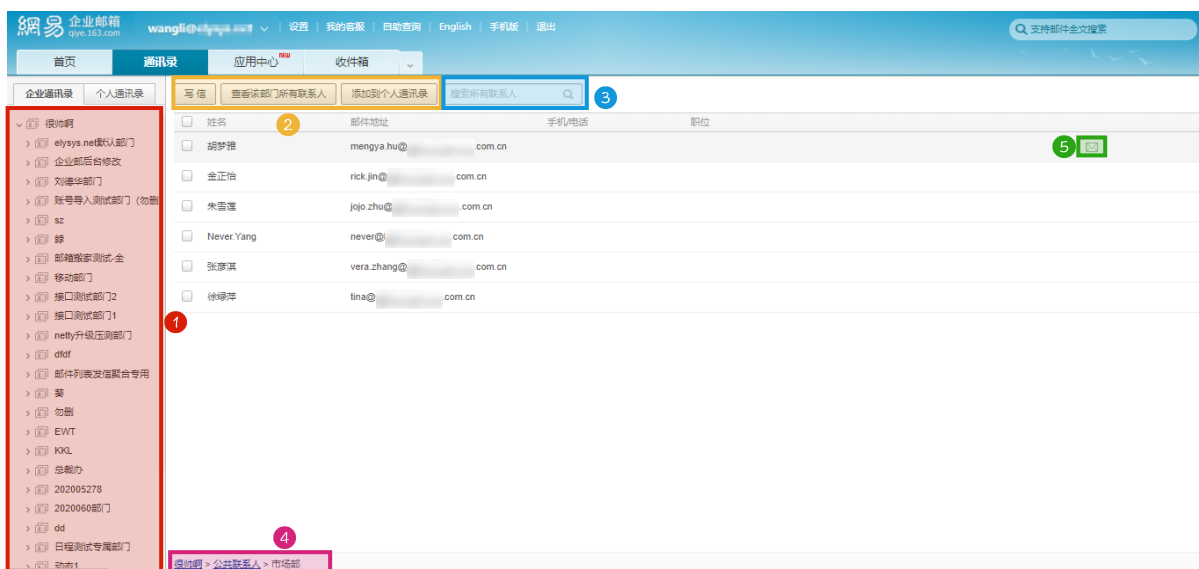 網易 企业邮箱 qiye.163.com
wangli@ 设置 我的客服 自助查询 English 手机版 退出
支持邮件全文搜索
首页 通讯录 应用中心 new 收件箱
企业通讯录 个人通讯录
写信 查看该部门所有联系人 添加到个人通讯录 搜索所有联系人 3
2
姓名 邮件地址 手机/电话 职位
胡梦雅 mengya.hu@ com.cn 5
金正怡 rick.jin@ com.cn
朱雪莲 jojo.zhu@ .com.cn
Never.Yang never@ com.cn
张彦淇 vera.zhang@ com.cn
徐绿萍 tina@ .com.cn
1
很帅啊
elysys.net默认部门
企业邮后台修改
刘德华部门
账号导入测试部门（勿删
sz
邮箱搬家测试-金
移动部门
接口测试部门2
接口测试部门1
netty升级压测部门
dfdf
邮件列表发信聚合专用
葵
勿删
EWT
KKL
总裁办
202005278
2020060部门
dd
日程测试专属部门
动态1
4
很帅啊 > 公共联系人 > 市场部